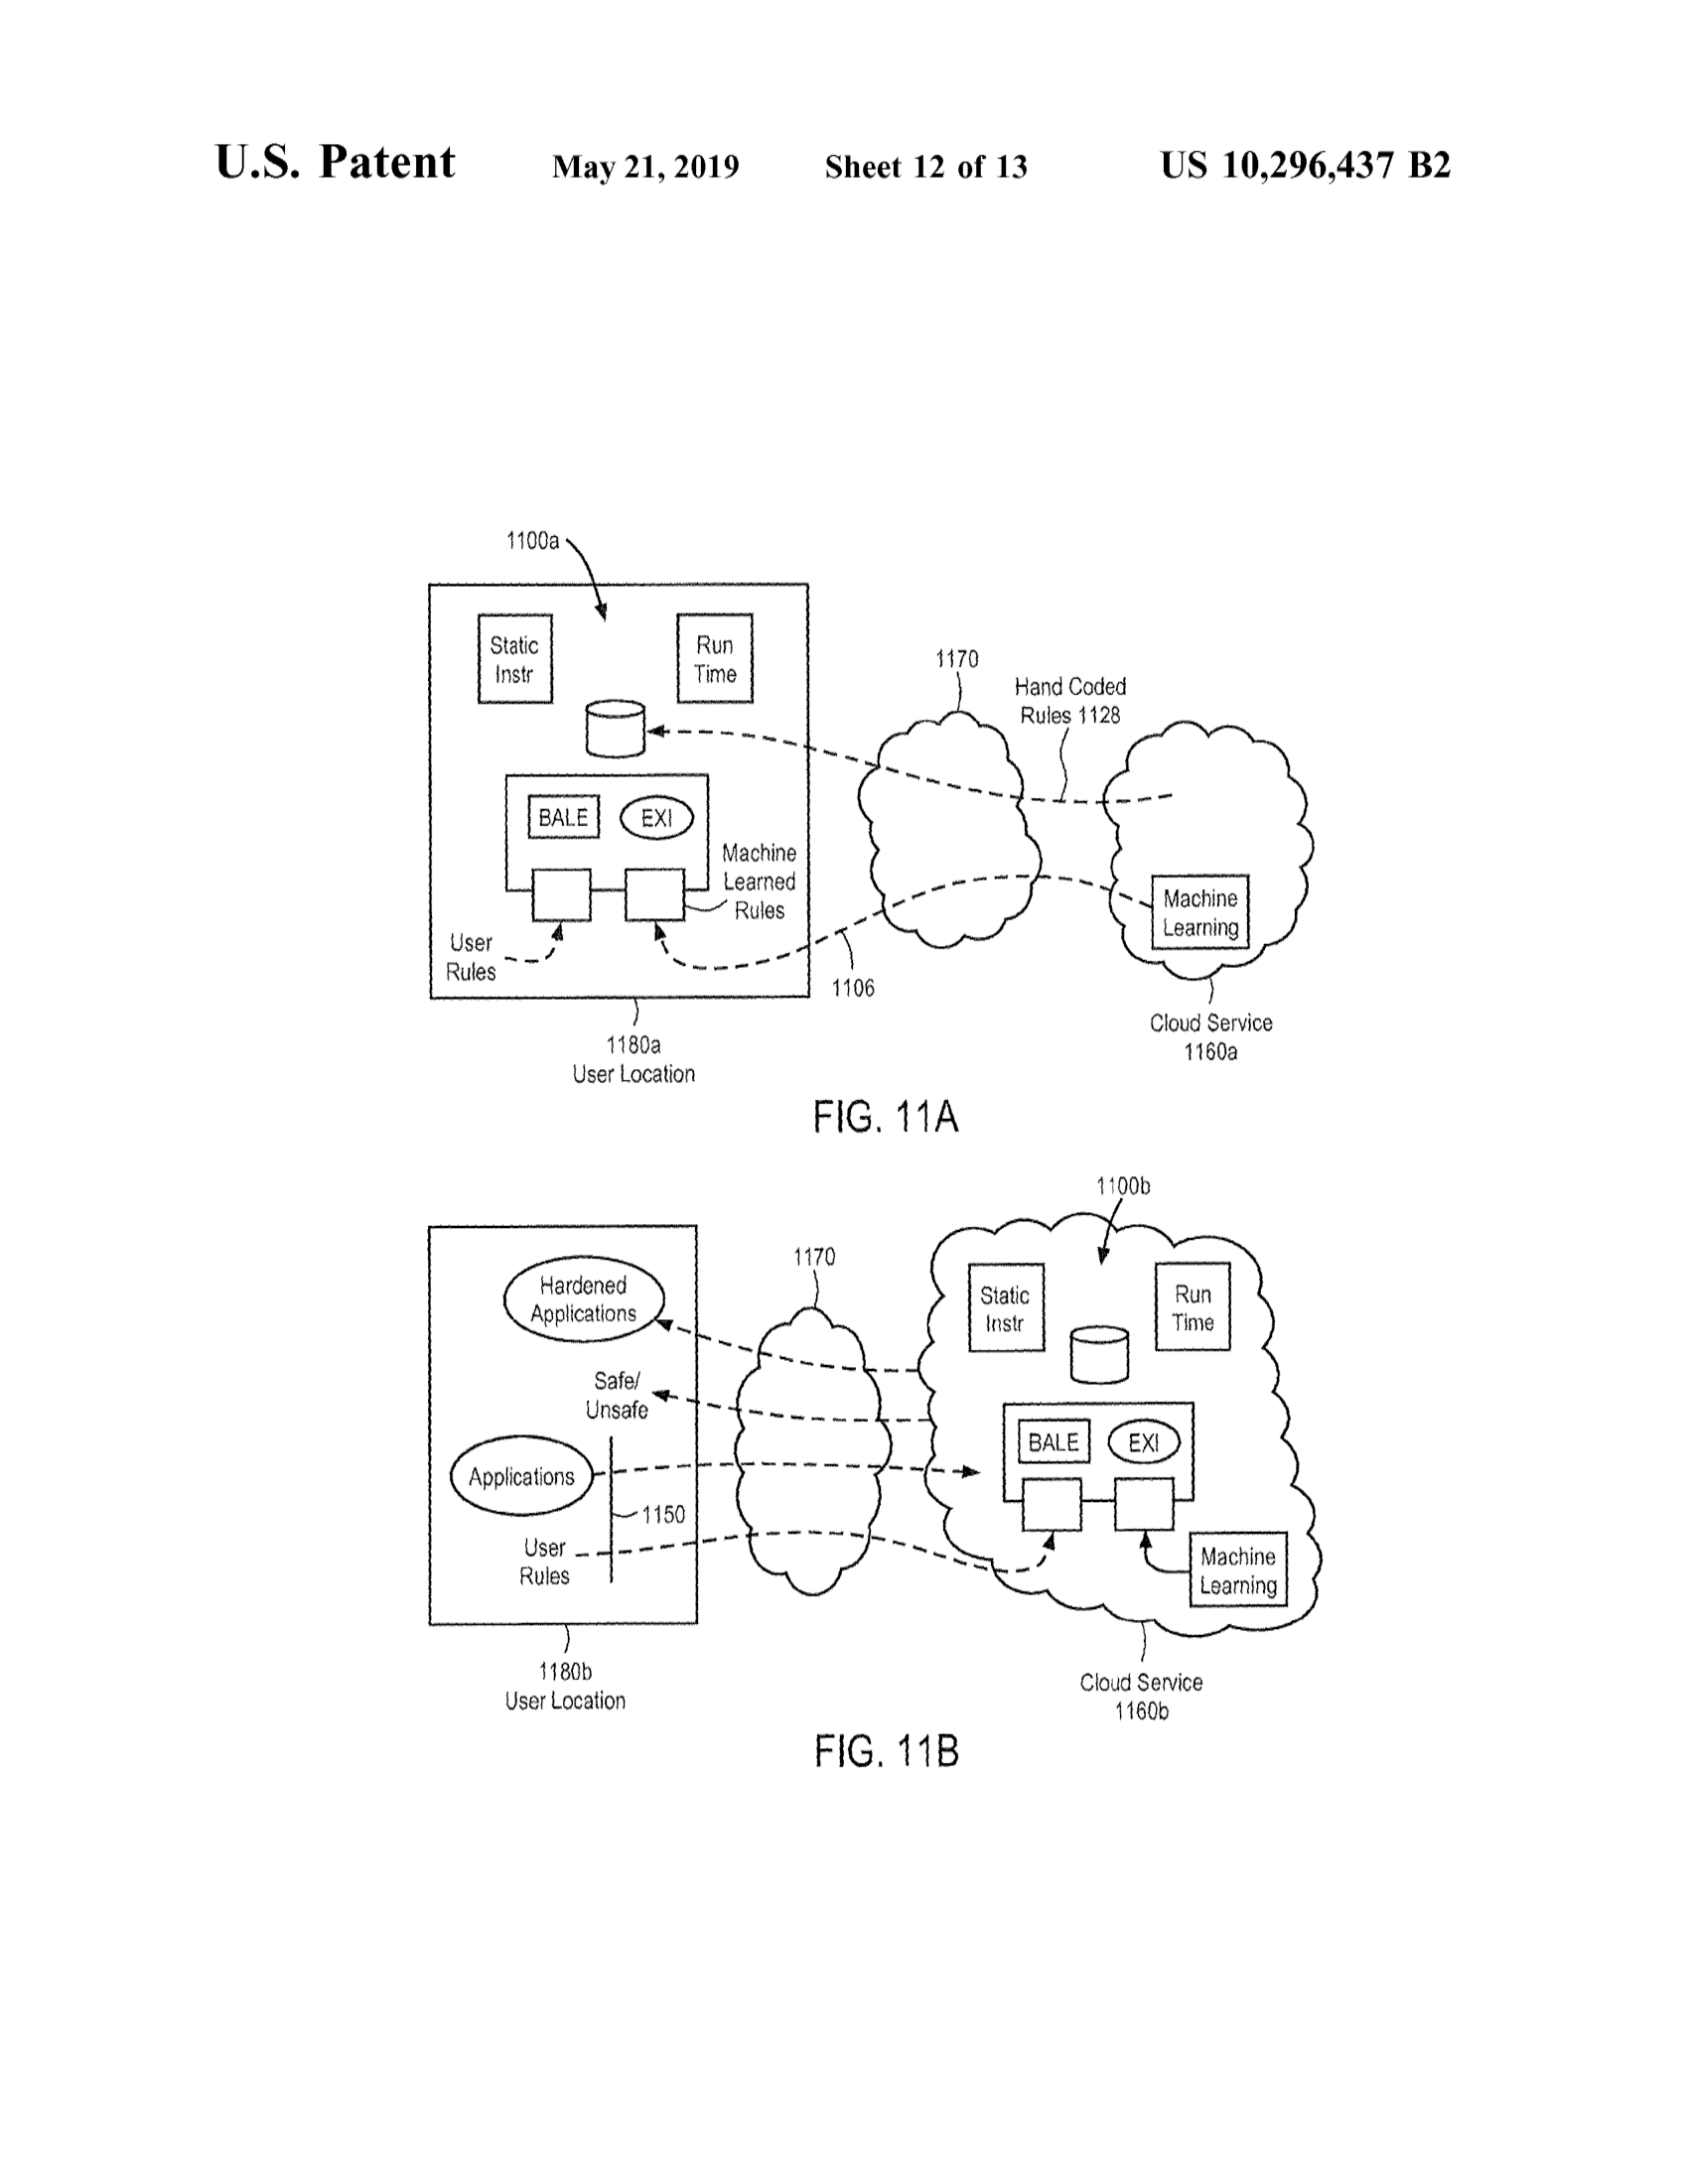 U.S. Patent May 21, 2019 Sheet 12 of 13 US 10,296,437 B2
1100a
Static
Instr
Run
Time
1170
Hand Coded
Rules 1128
BALE
EXI
Machine
Learned
Rules
User
Rules
Machine
Learning
1106
Cloud Service
1160a
1180a
User Location
FIG. 11A
1100b
1170
Hardened
Applications
Static
Instr
Run
Time
Safe/
Unsafe
BALE
EXI
Applications
1150
User
Rules
Machine
Learning
1180b
User Location
Cloud Service
1160b
FIG. 11B